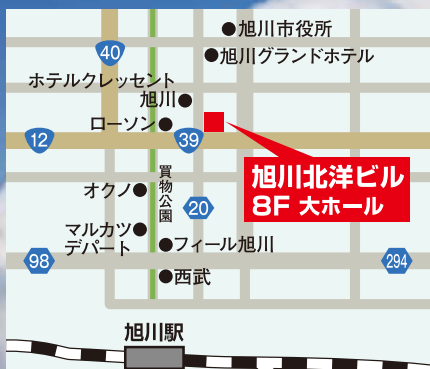 旭川市役所
40
旭川グランドホテル
ホテルクレッセント
旭川
ローソン
12
39
旭川北洋ビル
8F 大ホール
買物公園
オクノ
20
マルカツ
デパート
フィール旭川
98
294
西武
旭川駅